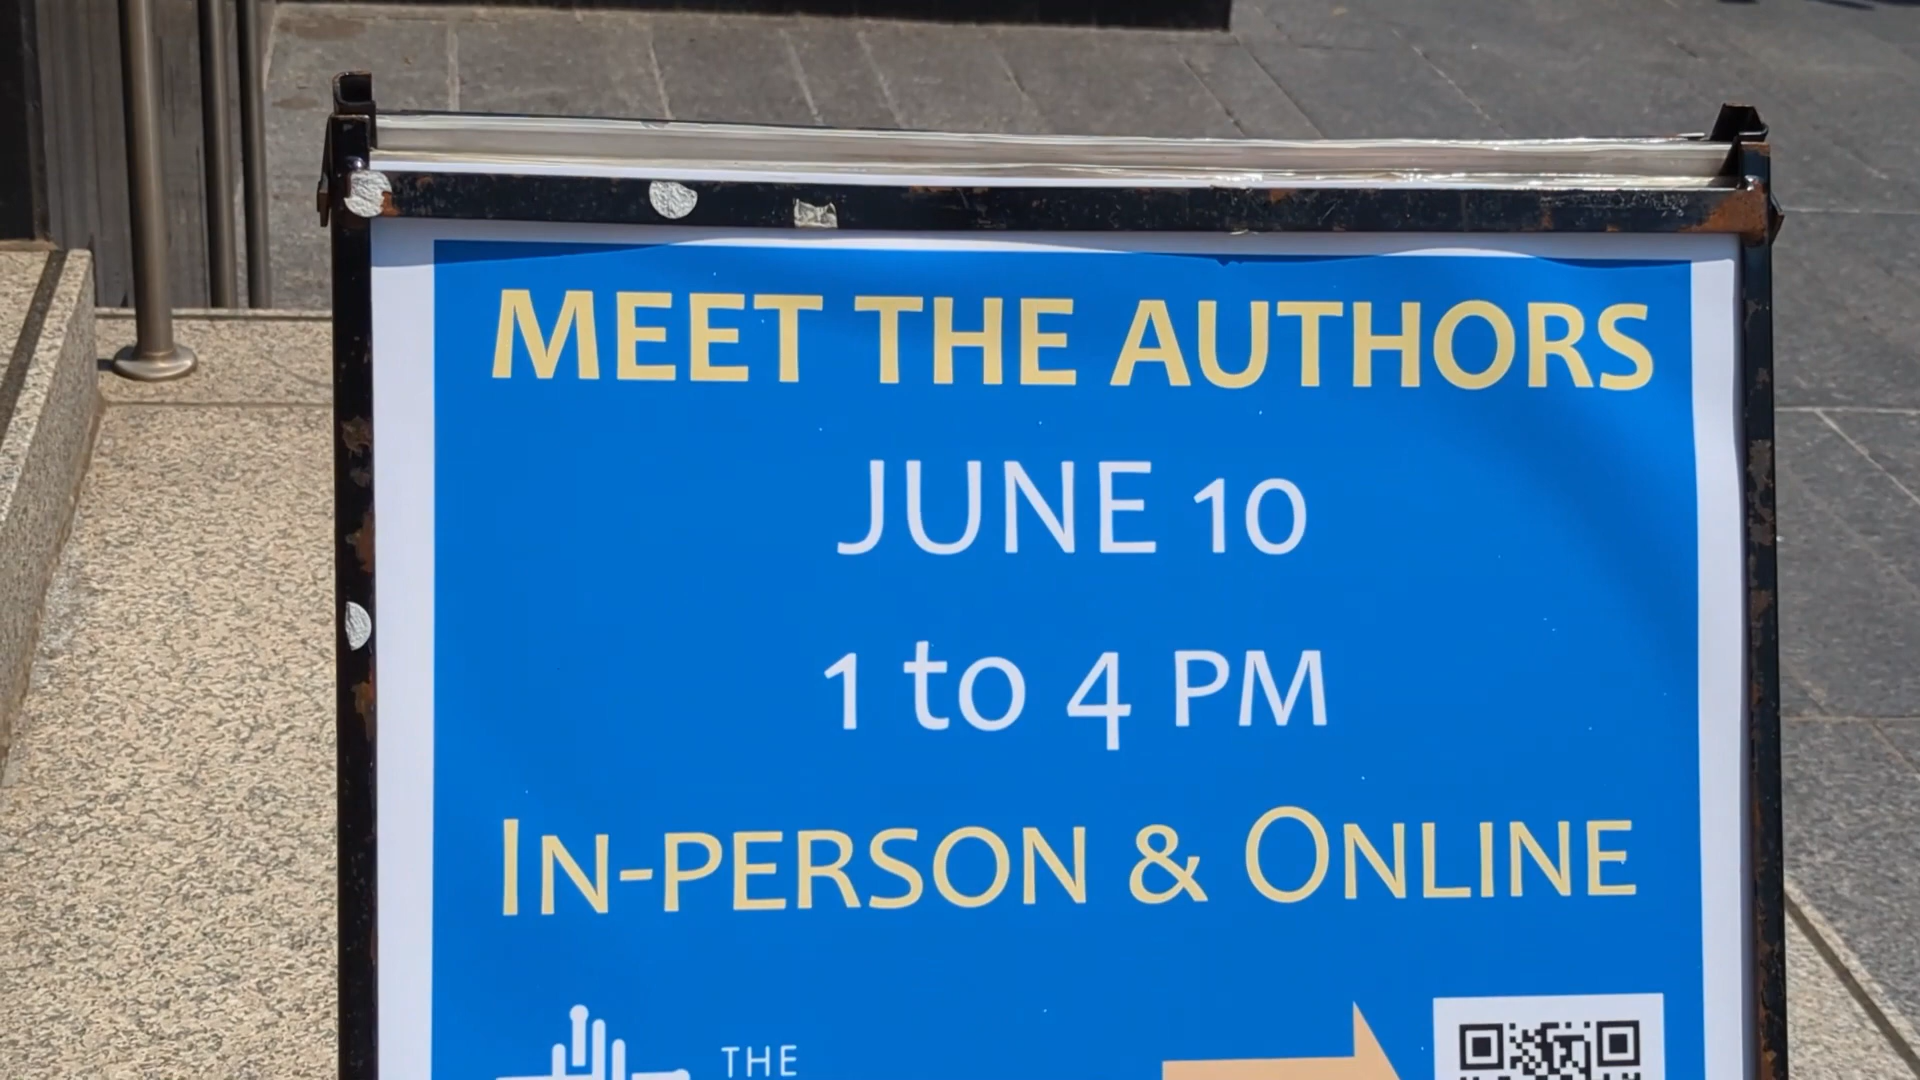 MEET THE AUTHORS
JUNE 10
1 to 4 PM
IN-PERSON & ONLINE
THE